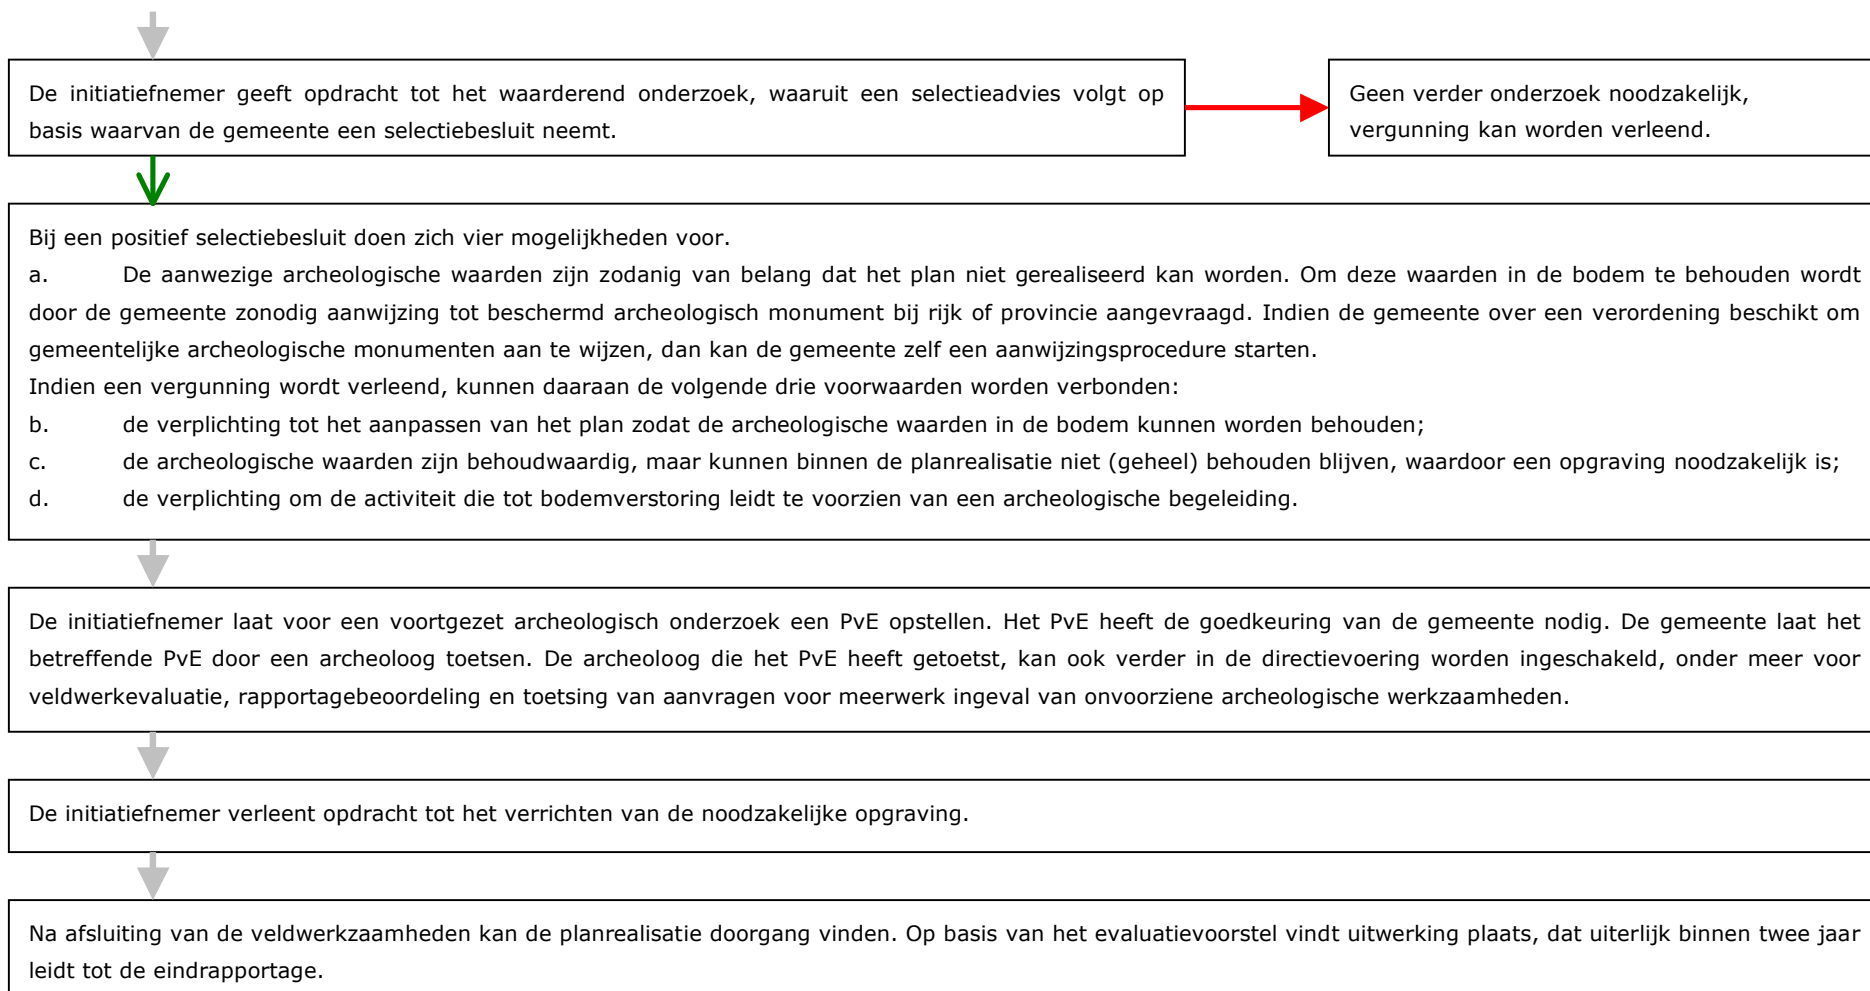 De initiatiefnemer geeft opdracht tot het waarderend onderzoek, waaruit een selectieadvies volgt op
basis waarvan de gemeente een selectiebesluit neemt.
Geen verder onderzoek noodzakelijk,
vergunning kan worden verleend.
Bij een positief selectiebesluit doen zich vier mogelijkheden voor.
a. De aanwezige archeologische waarden zijn zodanig van belang dat het plan niet gerealiseerd kan worden. Om deze waarden in de bodem te behouden wordt
door de gemeente zonodig aanwijzing tot beschermd archeologisch monument bij rijk of provincie aangevraagd. Indien de gemeente over een verordening beschikt om
gemeentelijke archeologische monumenten aan te wijzen, dan kan de gemeente zelf een aanwijzingsprocedure starten.
Indien een vergunning wordt verleend, kunnen daaraan de volgende drie voorwaarden worden verbonden:
b. de verplichting tot het aanpassen van het plan zodat de archeologische waarden in de bodem kunnen worden behouden;
c. de archeologische waarden zijn behoudwaardig, maar kunnen binnen de planrealisatie niet (geheel) behouden blijven, waardoor een opgraving noodzakelijk is;
d. de verplichting om de activiteit die tot bodemverstoring leidt te voorzien van een archeologische begeleiding.
De initiatiefnemer laat voor een voortgezet archeologisch onderzoek een PvE opstellen. Het PvE heeft de goedkeuring van de gemeente nodig. De gemeente laat het
betreffende PvE door een archeoloog toetsen. De archeoloog die het PvE heeft getoetst, kan ook verder in de directievoering worden ingeschakeld, onder meer voor
veldwerkevaluatie, rapportagebeoordeling en toetsing van aanvragen voor meerwerk ingeval van onvoorziene archeologische werkzaamheden.
De initiatiefnemer verleent opdracht tot het verrichten van de noodzakelijke opgraving.
Na afsluiting van de veldwerkzaamheden kan de planrealisatie doorgang vinden. Op basis van het evaluatievoorstel vindt uitwerking plaats, dat uiterlijk binnen twee jaar
leidt tot de eindrapportage.